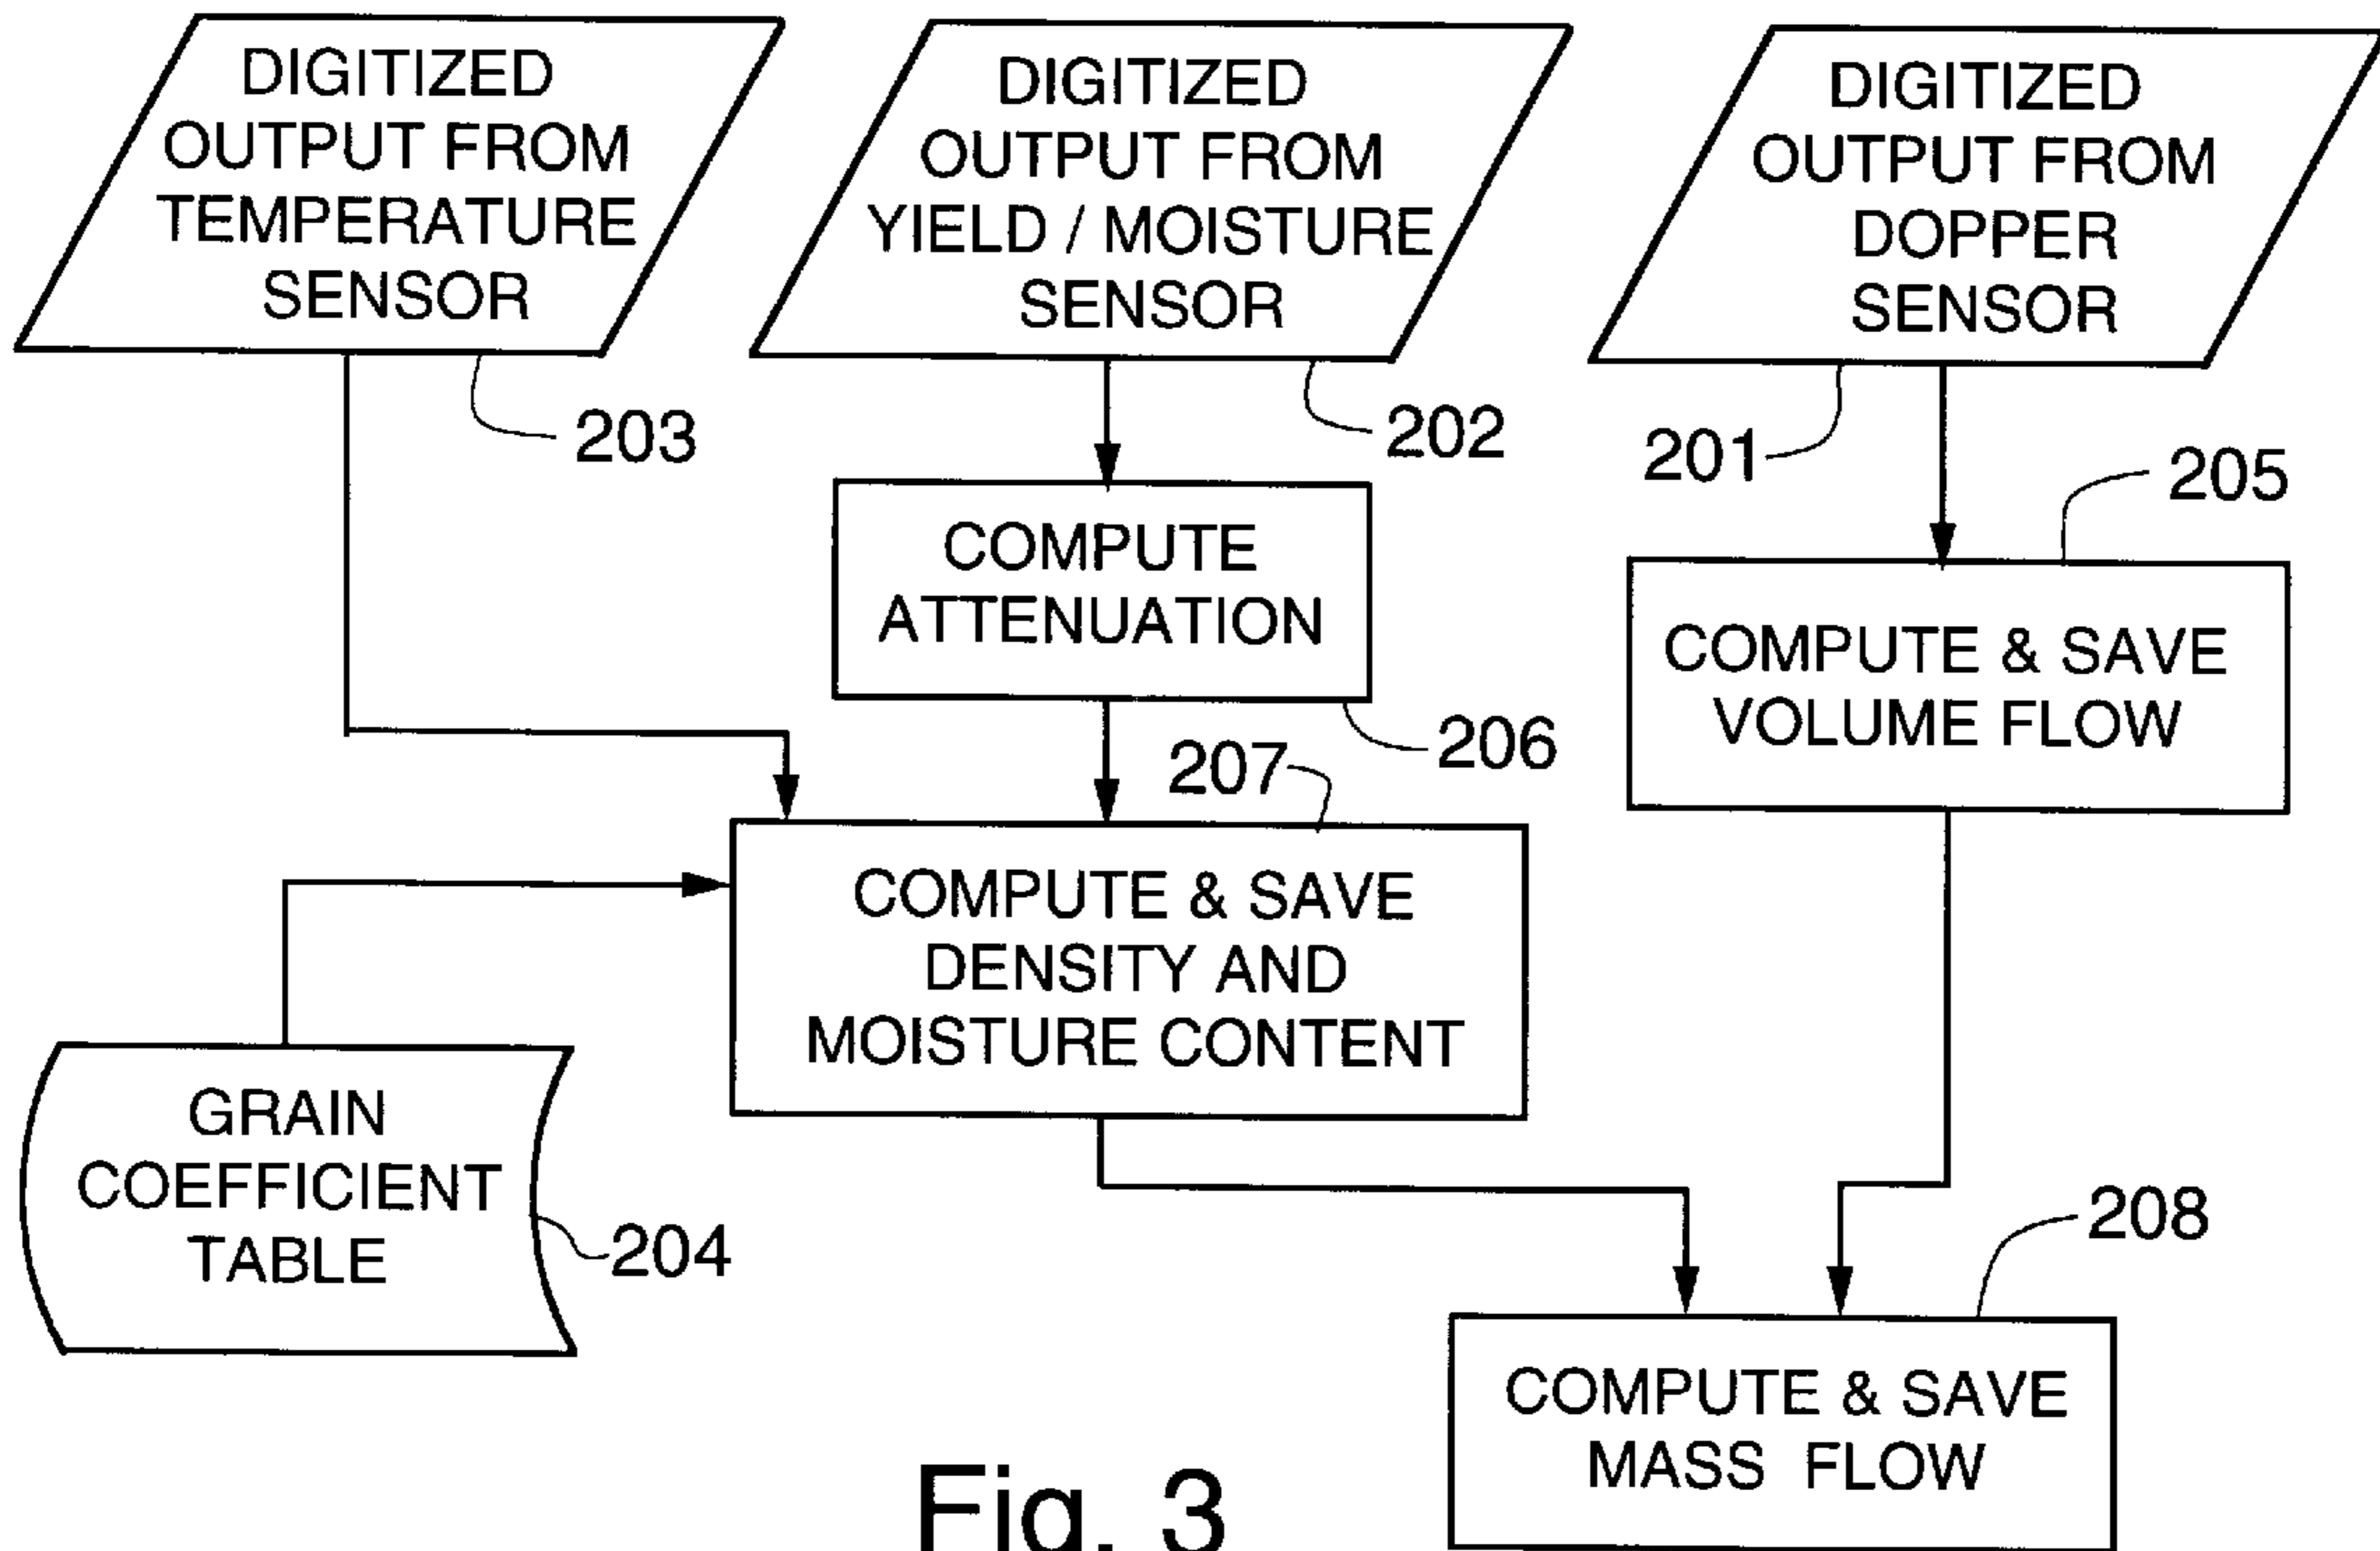 DIGITIZED
OUTPUT FROM
TEMPERATURE
SENSOR
DIGITIZED
OUTPUT FROM
YIELD / MOISTURE
SENSOR
DIGITIZED
OUTPUT FROM
DOPPER
SENSOR
203
202
201
205
COMPUTE
ATTENUATION
COMPUTE & SAVE
VOLUME FLOW
206
207
COMPUTE & SAVE
DENSITY AND
MOISTURE CONTENT
GRAIN
COEFFICIENT
TABLE
204
208
COMPUTE & SAVE
MASS FLOW
Fig. 3